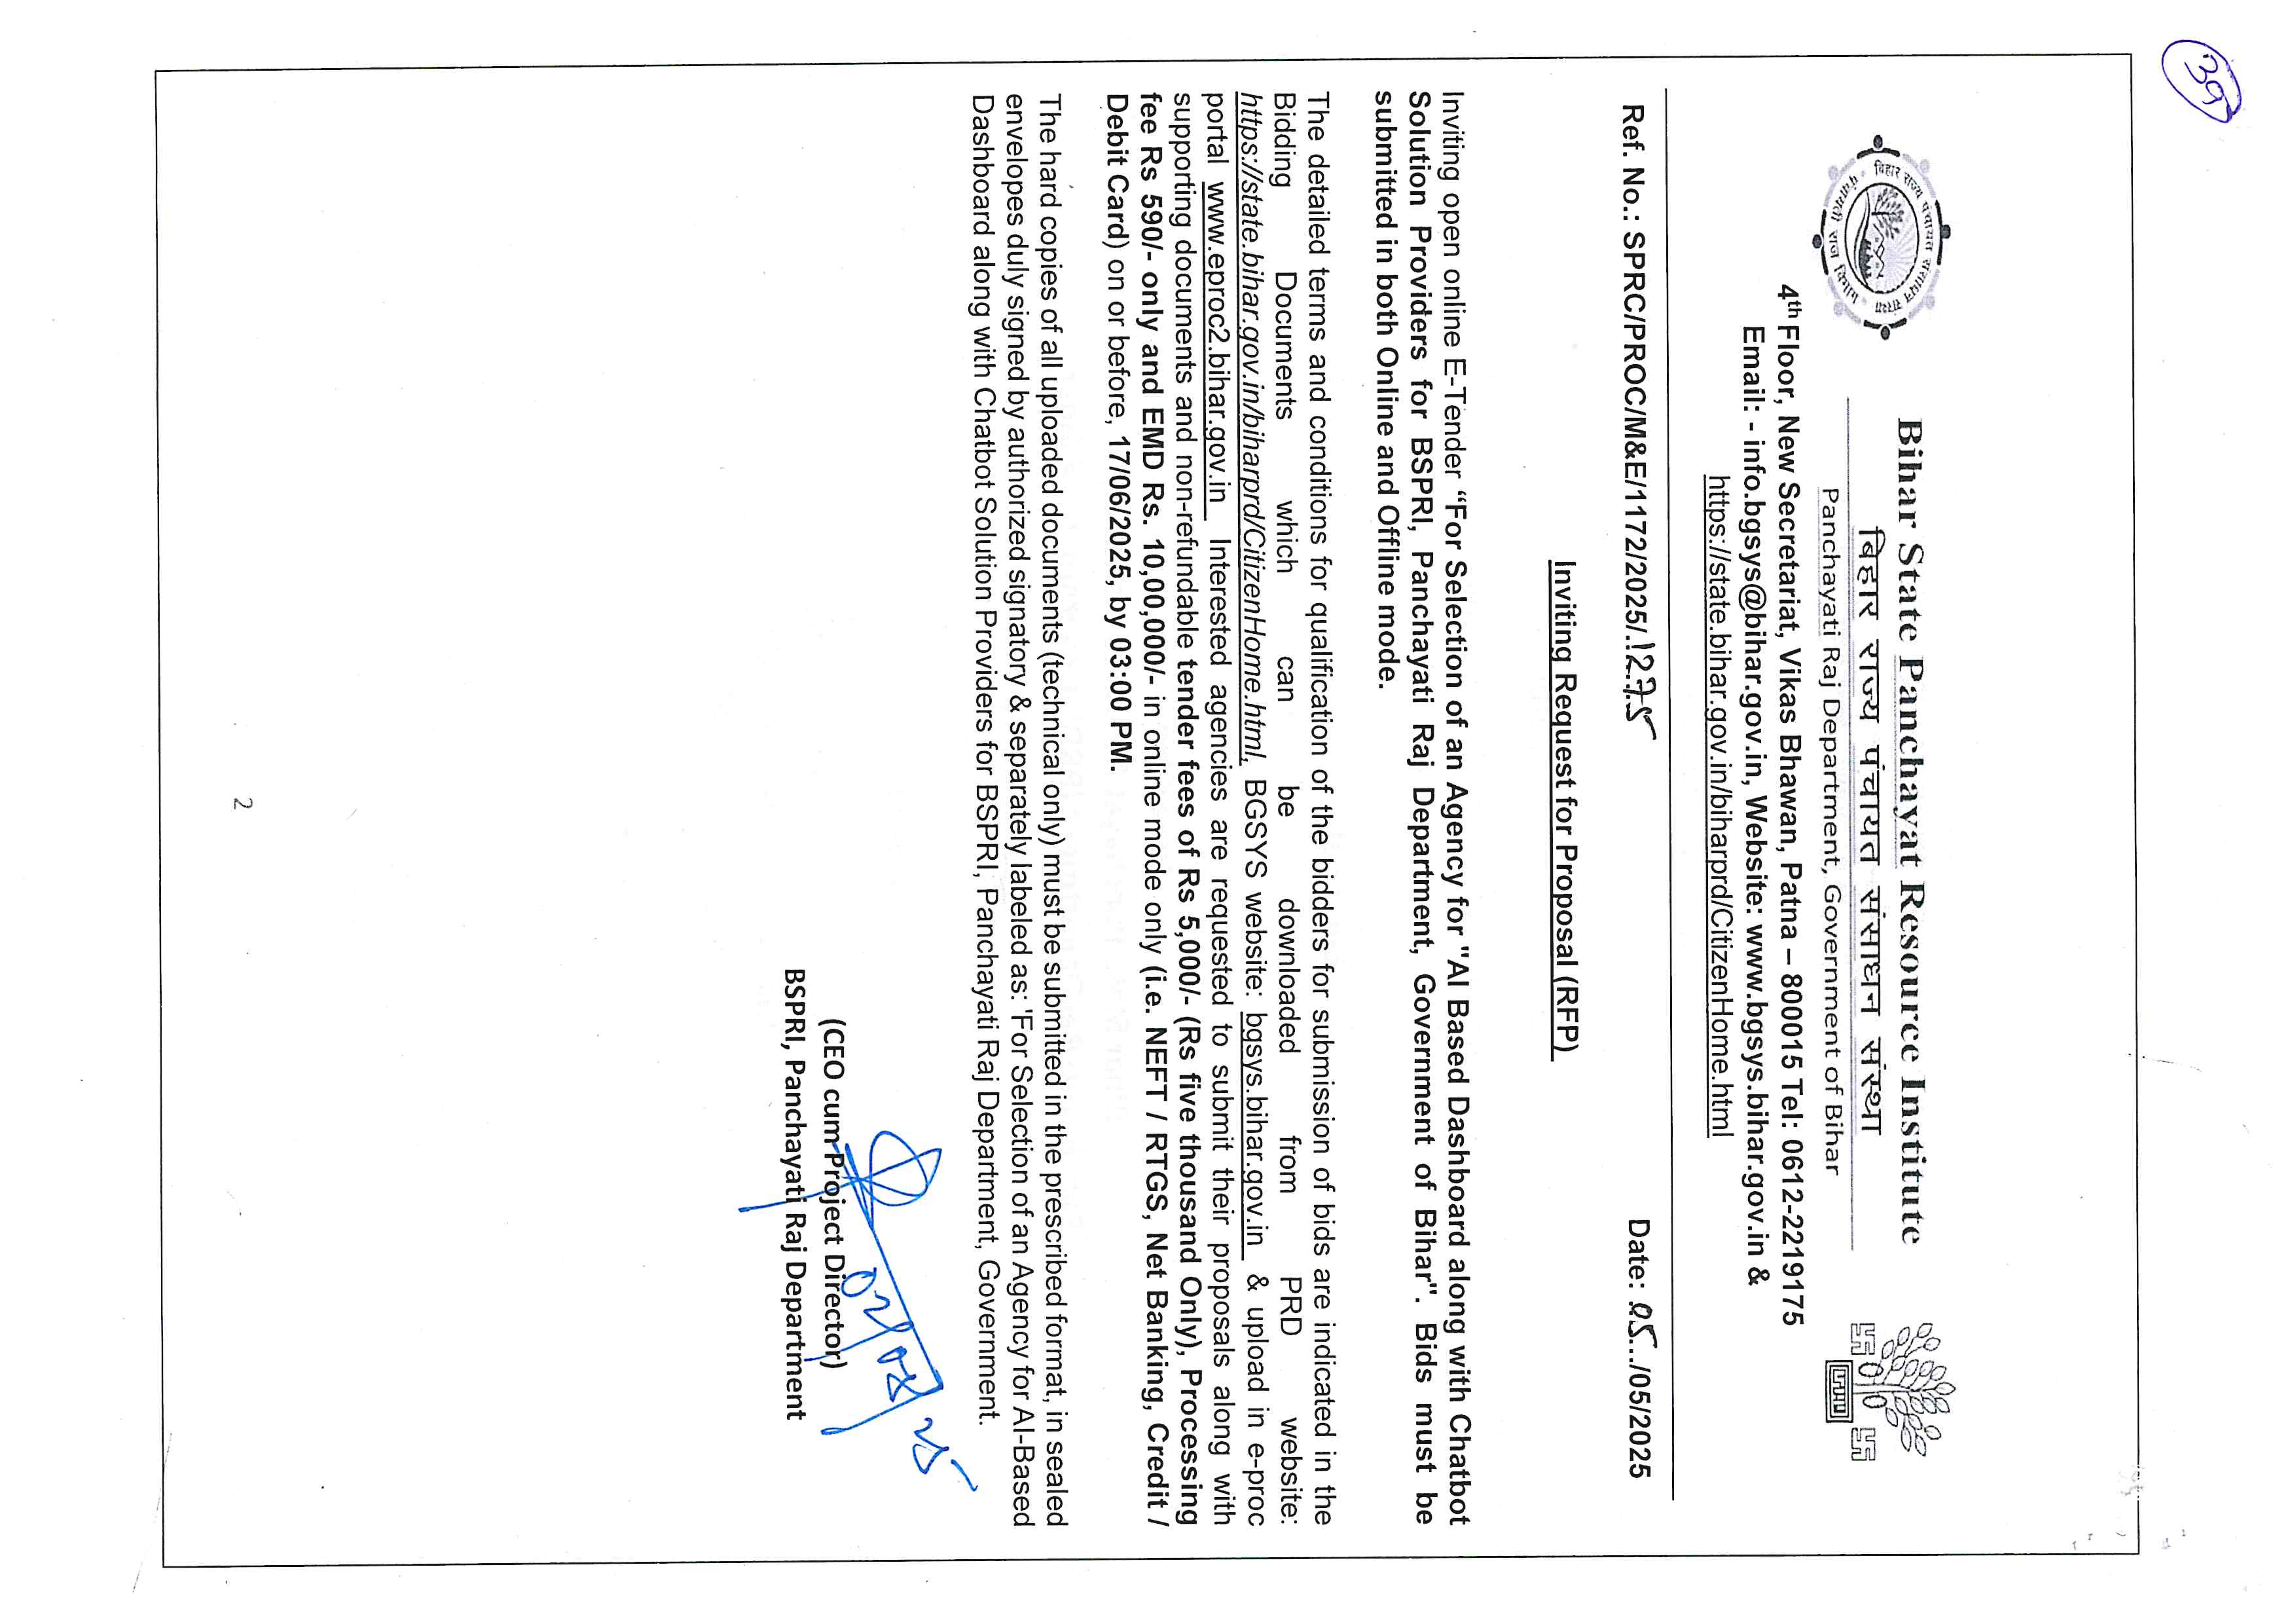 39
Bihar State Panchayat Resource Institute
बिहार राज्य पंचायत संसाधन संस्था
Panchayati Raj Department, Government of Bihar
4th Floor, New Secretariat, Vikas Bhawan, Patna – 800015 Tel: 0612-2219175
Email: - info.bgsys@bihar.gov.in, Website: www.bgsys.bihar.gov.in &
https://state.bihar.gov.in/biharprd/CitizenHome.html
Ref. No.: SPRC/PROC/M&E/1172/2025/.1275 Date: 05../05/2025
Inviting Request for Proposal (RFP)
Inviting open online E-Tender “For Selection of an Agency for "AI Based Dashboard along with Chatbot
Solution Providers for BSPRI, Panchayati Raj Department, Government of Bihar". Bids must be
submitted in both Online and Offline mode.
The detailed terms and conditions for qualification of the bidders for submission of bids are indicated in the
Bidding Documents which can be downloaded from PRD website:
https://state.bihar.gov.in/biharprd/CitizenHome.html, BGSYS website: bgsys.bihar.gov.in & upload in e-proc
portal www.eproc2.bihar.gov.in Interested agencies are requested to submit their proposals along with
supporting documents and non-refundable tender fees of Rs 5,000/- (Rs five thousand Only), Processing
fee Rs 590/- only and EMD Rs. 10,00,000/- in online mode only (i.e. NEFT / RTGS, Net Banking, Credit /
Debit Card) on or before, 17/06/2025, by 03:00 PM.
The hard copies of all uploaded documents (technical only) must be submitted in the prescribed format, in sealed
envelopes duly signed by authorized signatory & separately labeled as: 'For Selection of an Agency for AI-Based
Dashboard along with Chatbot Solution Providers for BSPRI, Panchayati Raj Department, Government.
(CEO cum-Project Director)
BSPRI, Panchayati Raj Department
2